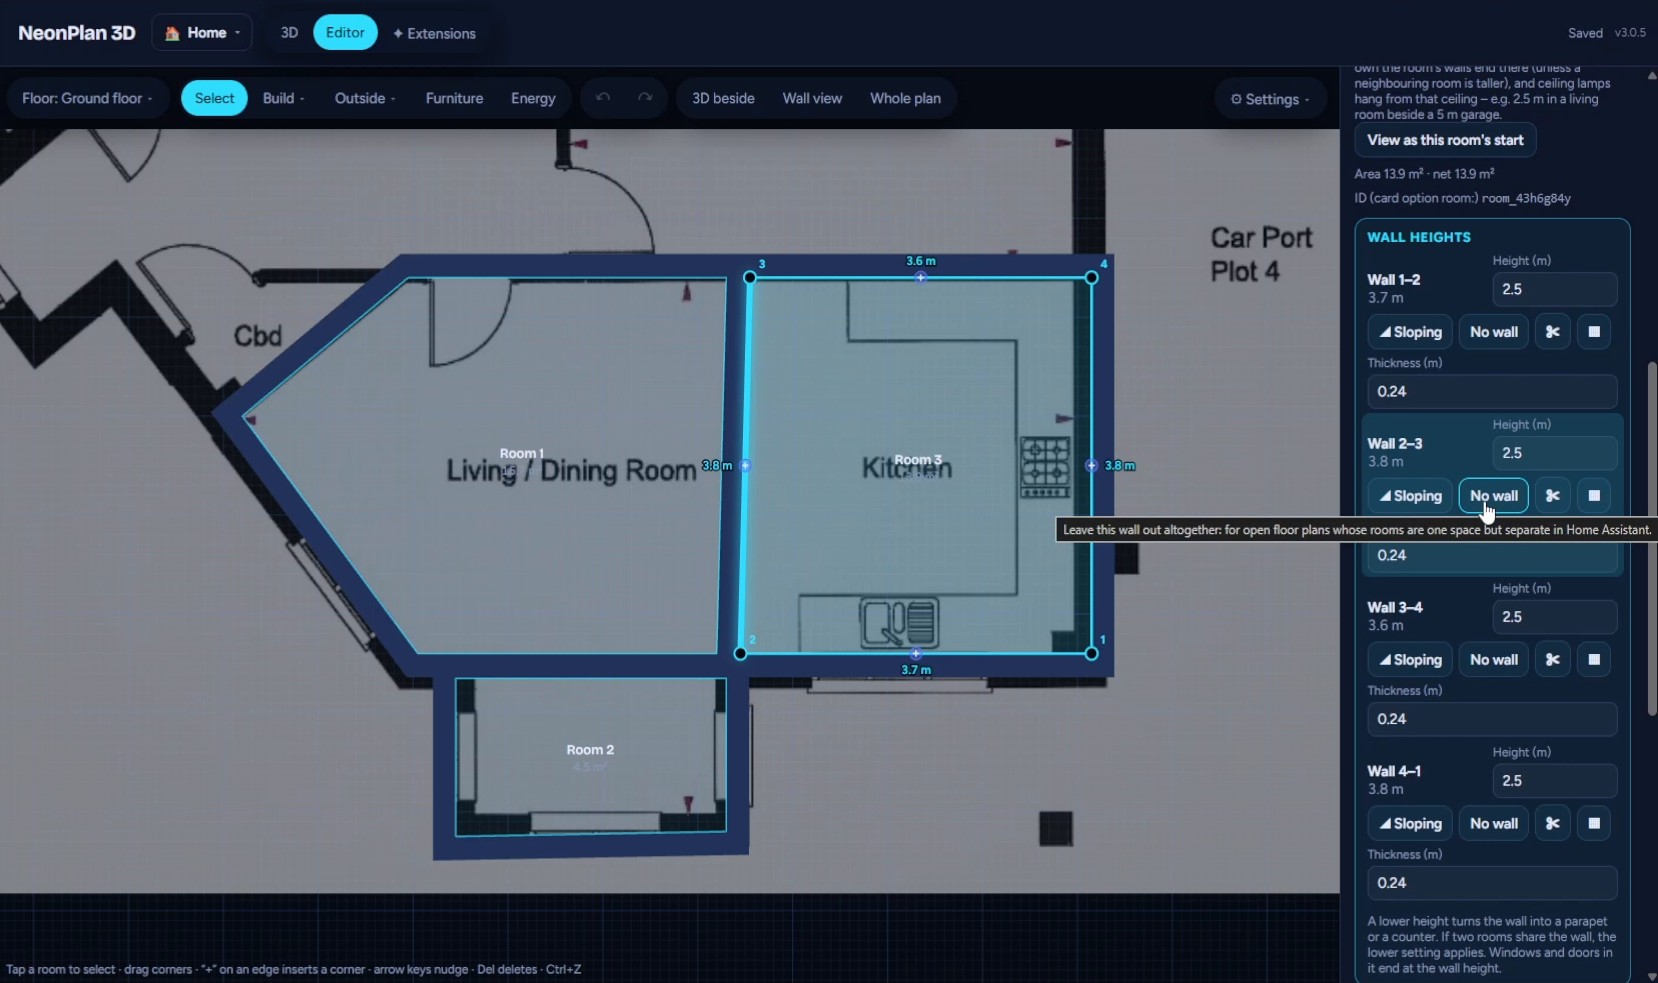 NeonPlan 3D
Home
3D
Editor
Extensions
Saved
v3.0.5
Floor: Ground floor
Select
Build
Outside
Furniture
Energy
3D beside
Wall view
Whole plan
Settings
own the room's walls end there (unless a
neighbouring room is taller), and ceiling lamps
hang from that ceiling – e.g. 2.5 m in a living
room beside a 5 m garage.
View as this room's start
Area 13.9 m² · net 13.9 m²
ID (card option room:) room_43h6g84y
WALL HEIGHTS
Height (m)
Wall 1–2
3.7 m
2.5
Sloping
No wall
Thickness (m)
0.24
Height (m)
Wall 2–3
3.8 m
2.5
Sloping
No wall
Leave this wall out altogether: for open floor plans whose rooms are one space but separate in Home Assistant.
0.24
Height (m)
Wall 3–4
3.6 m
2.5
Sloping
No wall
Thickness (m)
0.24
Height (m)
Wall 4–1
3.8 m
2.5
Sloping
No wall
Thickness (m)
0.24
A lower height turns the wall into a parapet
or a counter. If two rooms share the wall, the
lower setting applies. Windows and doors in
it end at the wall height.
Car Port
Plot 4
Cbd
3
3.6 m
4
Room 1
Living / Dining Room
3.8 m
Room 3
Kitchen
3.8 m
2
1
3.7 m
Room 2
4.5 m²
Tap a room to select · drag corners · "+" on an edge inserts a corner · arrow keys nudge · Del deletes · Ctrl+Z